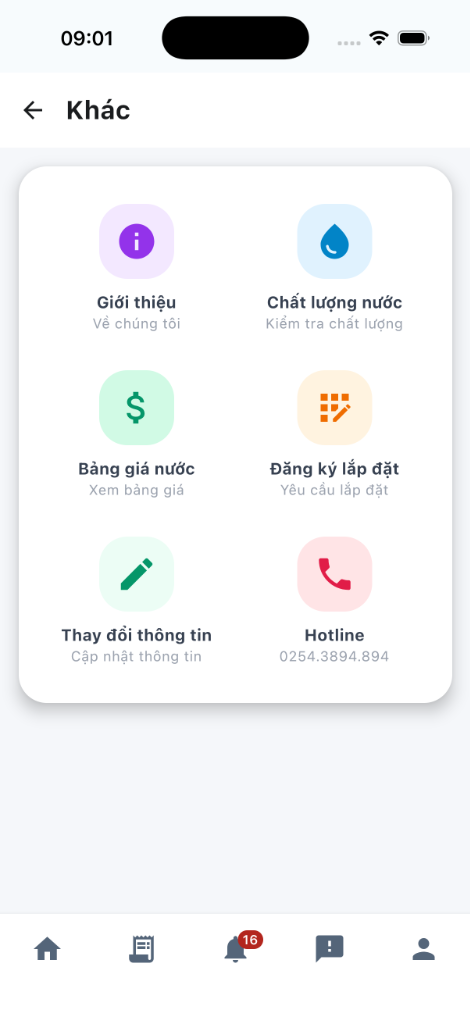 09:01
Khác
Giới thiệu
Về chúng tôi
Chất lượng nước
Kiểm tra chất lượng
Bảng giá nước
Xem bảng giá
Đăng ký lắp đặt
Yêu cầu lắp đặt
Thay đổi thông tin
Cập nhật thông tin
Hotline
0254.3894.894
16